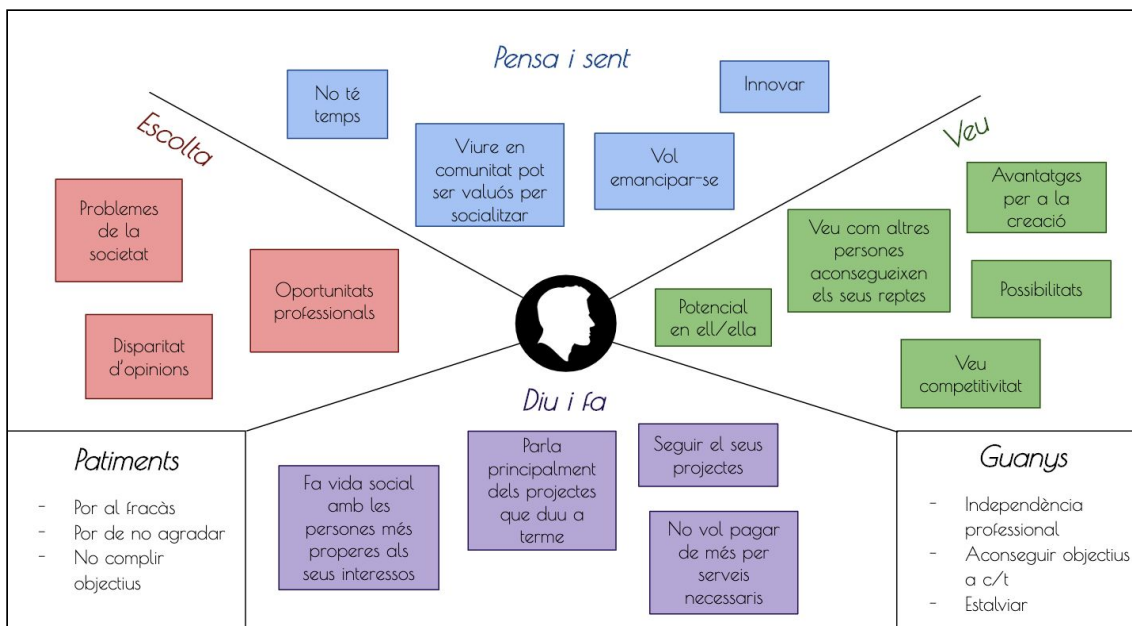 Pensa i sent
No té
temps
Viure en
comunitat pot
ser valuós per
socialitzar
Vol
emancipar-se
Innovar
Escolta
Problemes
de la
societat
Oportunitats
professionals
Disparitat
d'opinions
Veu
Avantatges
per a la
creació
Veu com altres
persones
aconsegueixen
els seus reptes
Possibilitats
Potencial
en ell/ella
Veu
competitivitat
Diu i fa
Fa vida social
amb les
persones més
properes als
seus interessos
Parla
principalment
dels projectes
que duu a
terme
Seguir el seus
projectes
No vol pagar
de més per
serveis
necessaris
Patiments
- Por al fracàs
- Por de no agradar
- No complir
objectius
Guanys
- Independència
professional
- Aconseguir objectius
a c/t
- Estalviar